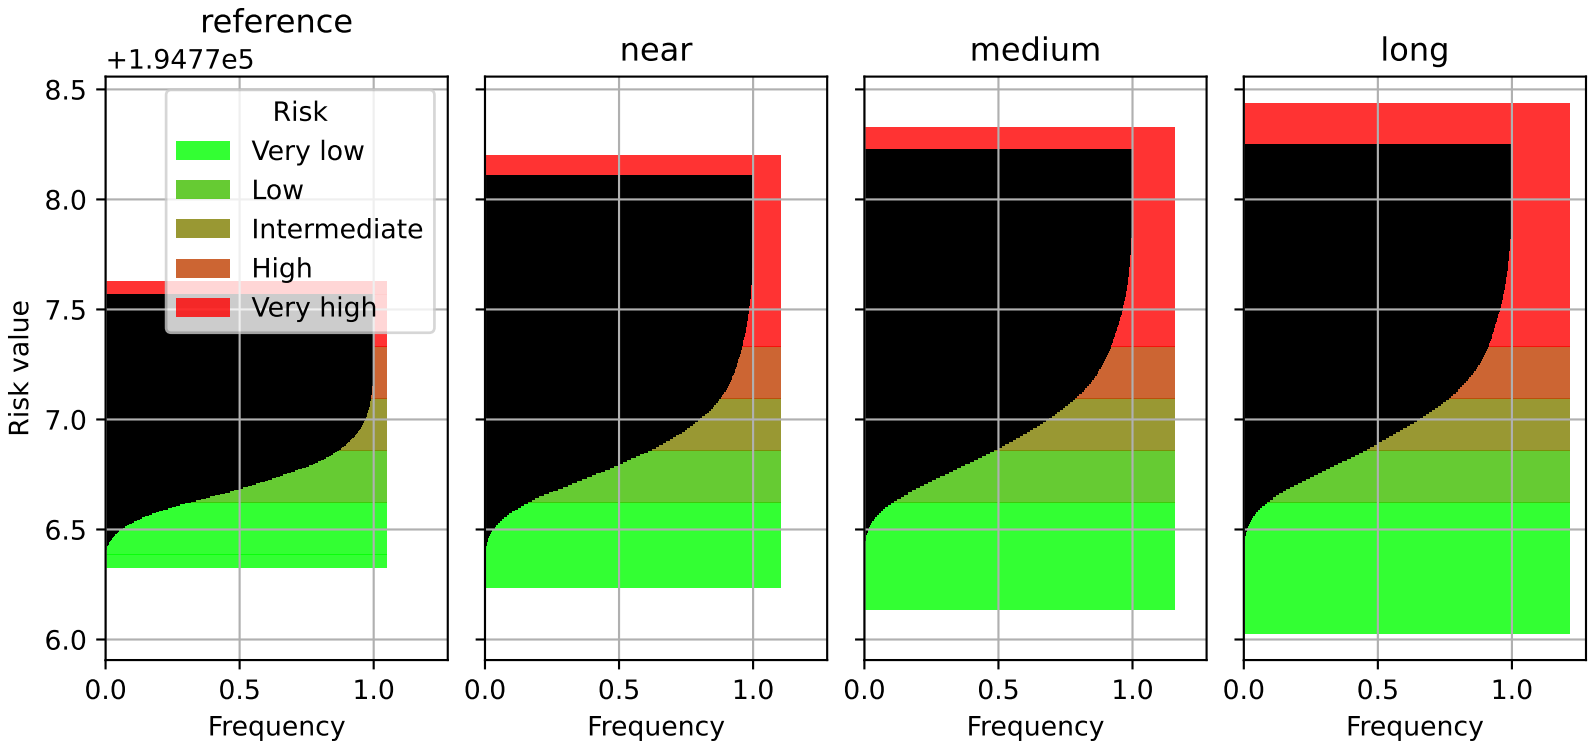 reference
near
medium
long
+1.9477e5
Risk
Very low
Low
Intermediate
High
Very high
Risk value
8.5
8.0
7.5
7.0
6.5
6.0
0.0 0.5 1.0
0.0 0.5 1.0
0.0 0.5 1.0
0.0 0.5 1.0
Frequency
Frequency
Frequency
Frequency